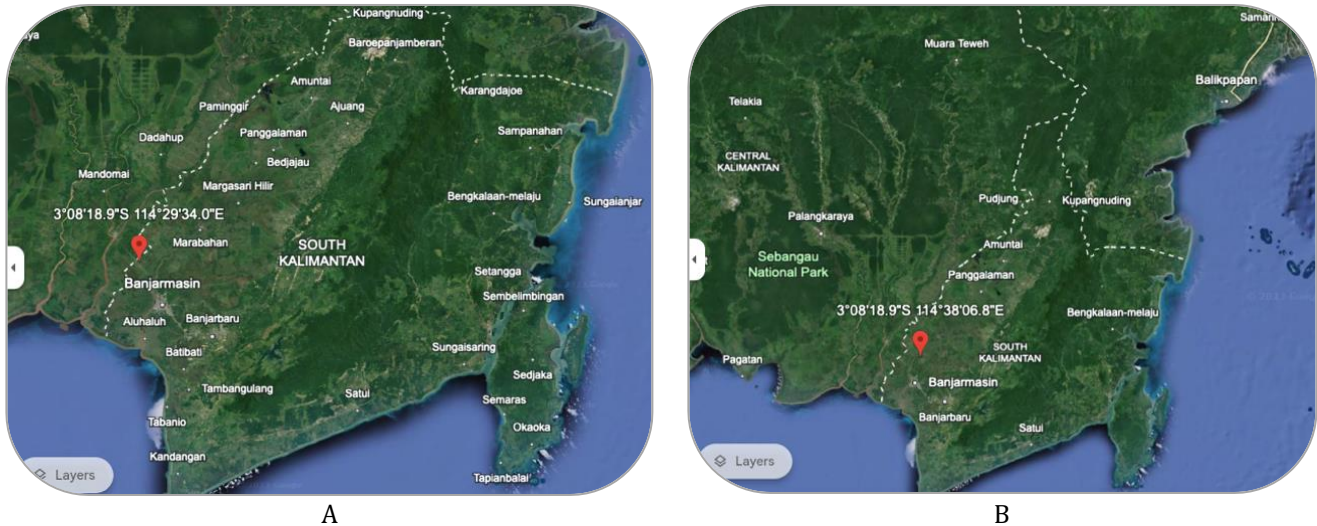 aya
Kupangnuding
Baroepanjamberan
Amuntai
Karangdajoe
Paminggir
Ajuang
Dadahup
Panggalaman
Sampanahan
Bedjajau
Mandomai
Margasari Hilir
Bengkalaan-melaju
Sungaianjar
3°08'18.9"S 114°29'34.0"E
Marabahan
SOUTH
KALIMANTAN
Setangga
Banjarmasin
Sembelimbingan
Aluhaluh
Banjarbaru
Sungaisaring
Batibati
Sedjaka
Tambangulang
Satui
Semaras
Tabanio
Okaoka
Kandangan
Layers
Tapianbalai
A
Samarin
Muara Teweh
Balikpapan
Telakia
CENTRAL
KALIMANTAN
Pudjung
Kupangnuding
Palangkaraya
Amuntai
Sebangau
National Park
Panggalaman
3°08'18.9"S 114°38'06.8"E
Bengkalaan-melaju
SOUTH
KALIMANTAN
Pagatan
Banjarmasin
Banjarbaru
Satui
Layers
B